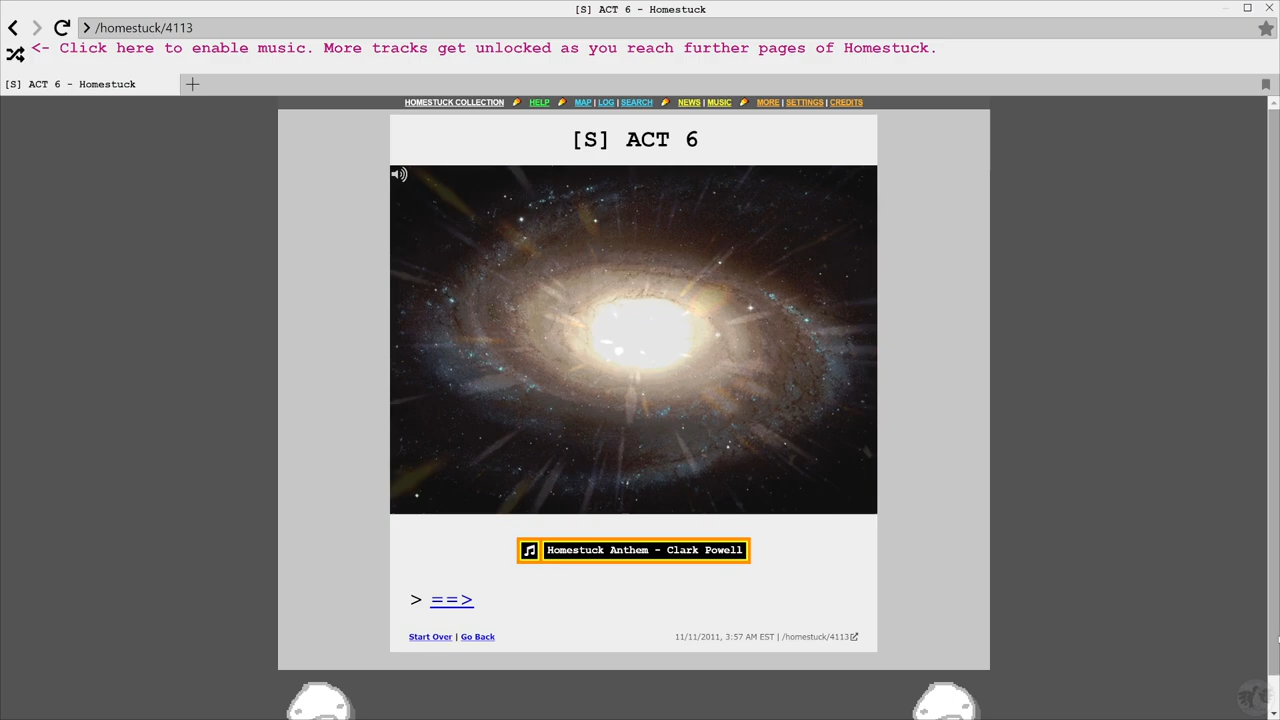 [S] ACT 6 - Homestuck
/homestuck/4113
<- Click here to enable music. More tracks get unlocked as you reach further pages of Homestuck.
[S] ACT 6 - Homestuck
HOMESTUCK COLLECTION HELP MAP | LOG | SEARCH NEWS | MUSIC MORE | SETTINGS | CREDITS
[S] ACT 6
Homestuck Anthem - Clark Powell
> ==>
Start Over | Go Back
11/11/2011, 3:57 AM EST | /homestuck/4113